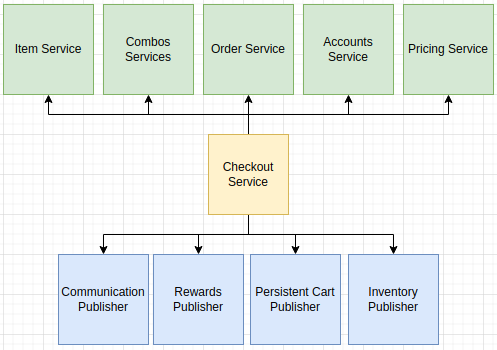 Item Service
Combos
Services
Order Service
Accounts
Service
Pricing Service
Checkout
Service
Communication
Publisher
Rewards
Publisher
Persistent Cart
Publisher
Inventory
Publisher